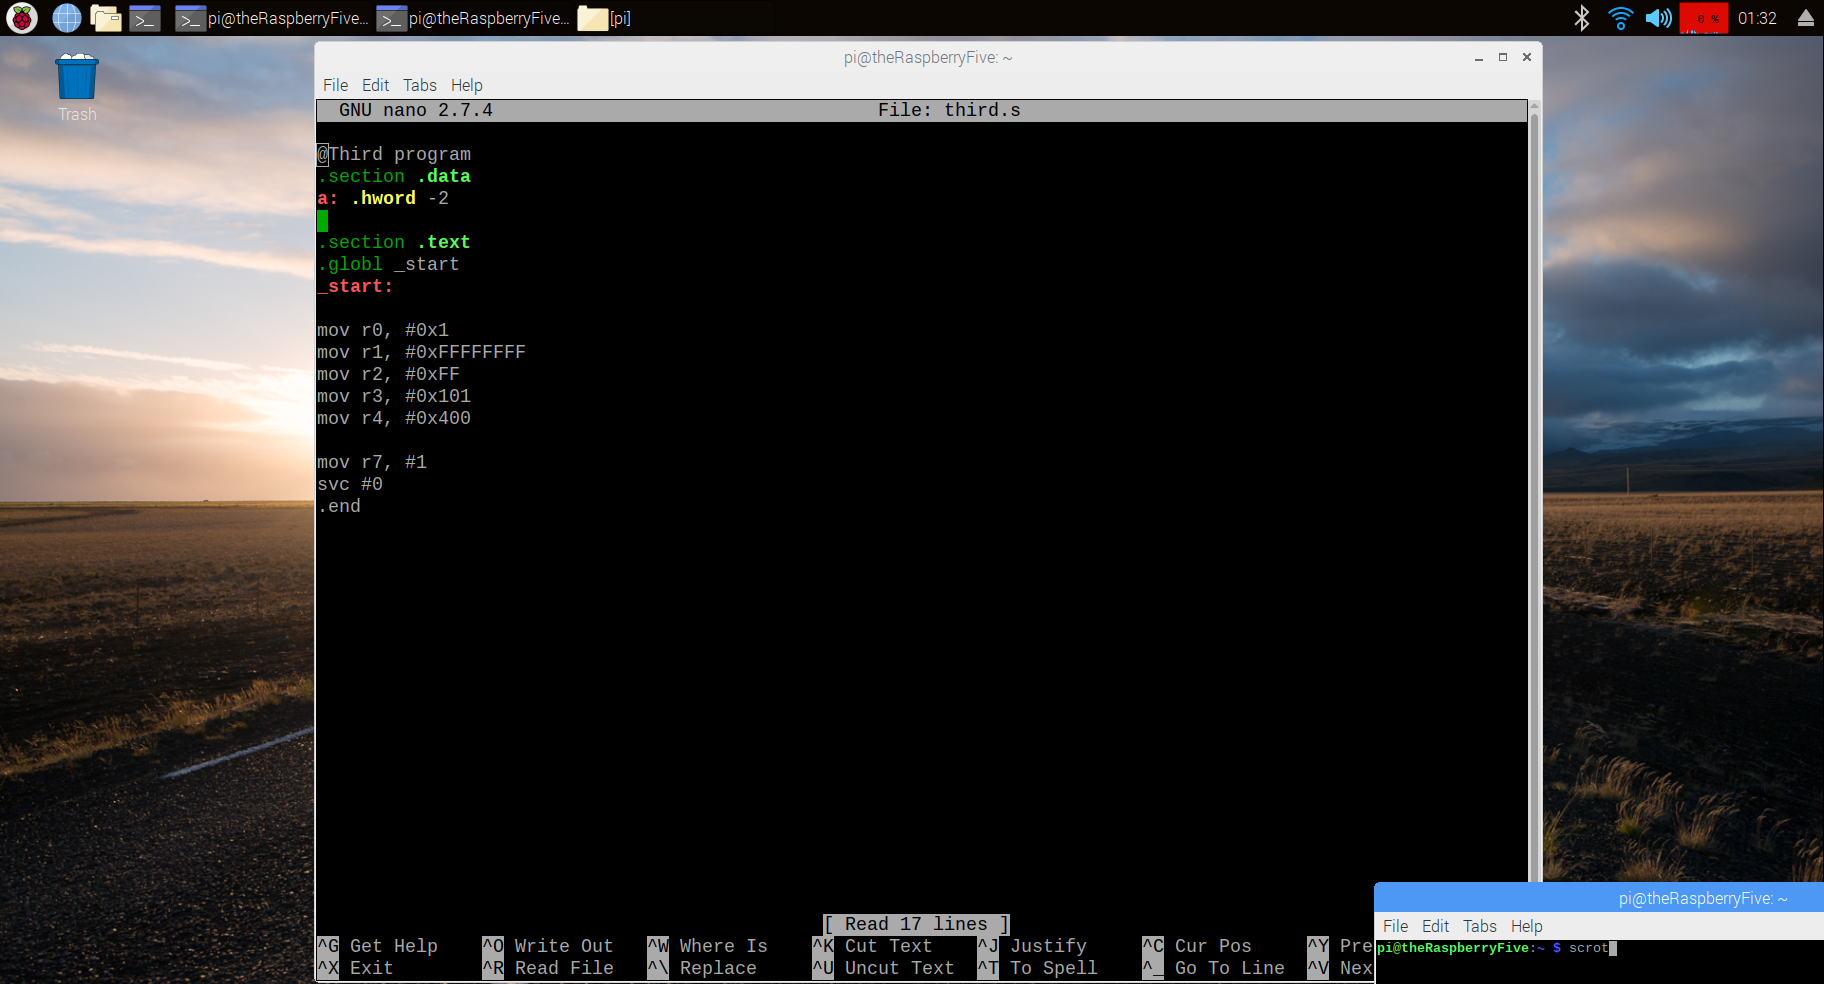 pi@theRaspberryFive... pi@theRaspberryFive... [pi] 0 % 01:32
Trash
pi@theRaspberryFive: ~
File Edit Tabs Help
GNU nano 2.7.4 File: third.s
@Third program
.section .data
a: .hword -2
.section .text
.globl _start
_start:
mov r0, #0x1
mov r1, #0xFFFFFFFF
mov r2, #0xFF
mov r3, #0x101
mov r4, #0x400
mov r7, #1
svc #0
.end
[ Read 17 lines ]
^G Get Help ^O Write Out ^W Where Is ^K Cut Text ^J Justify ^C Cur Pos ^Y Pre
^X Exit ^R Read File ^\ Replace ^U Uncut Text ^T To Spell ^_ Go To Line ^V Nex
pi@theRaspberryFive: ~
File Edit Tabs Help
pi@theRaspberryFive:~ $ scrot